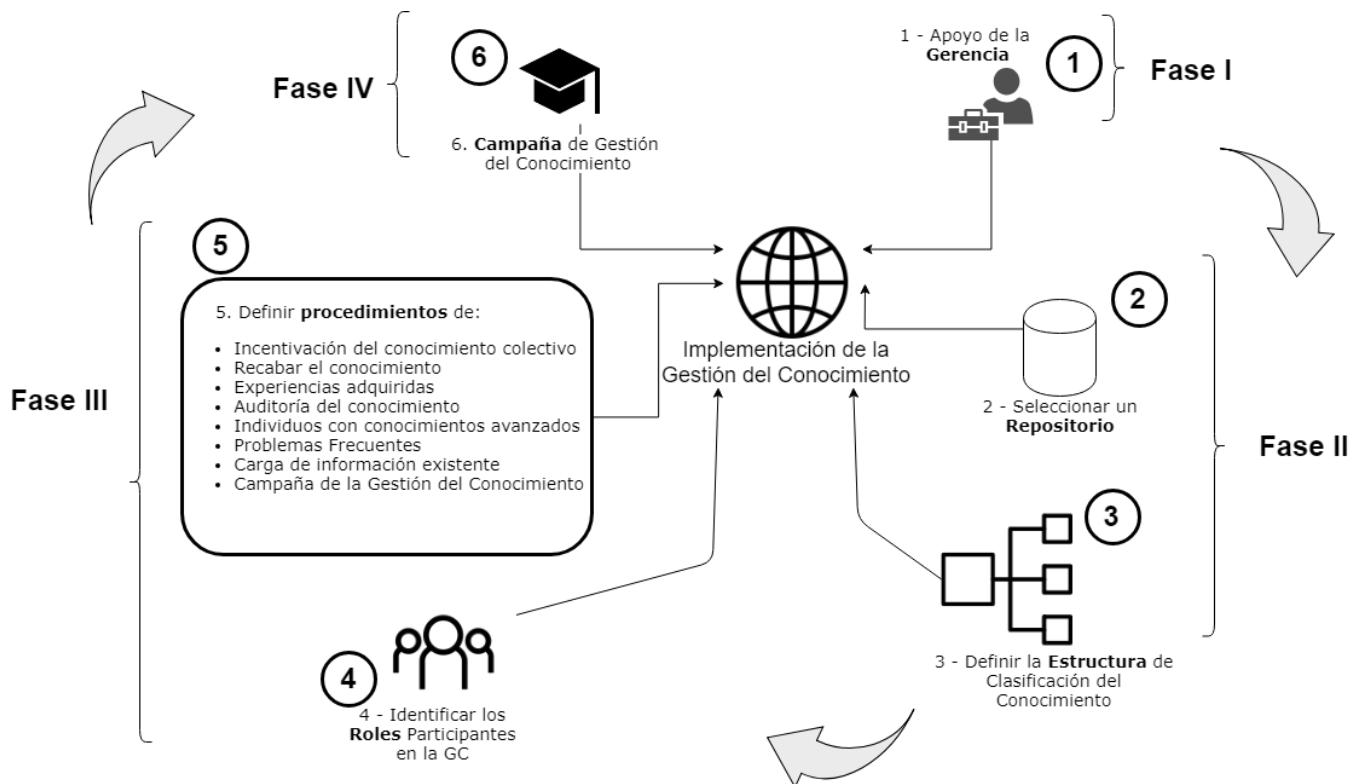 1 - Apoyo de la
Gerencia
1
Fase I
2
2 - Seleccionar un
Repositorio
Fase II
3
3 - Definir la Estructura de
Clasificación del
Conocimiento
4
4 - Identificar los
Roles Participantes
en la GC
Fase III
5
5. Definir procedimientos de:
• Incentivación del conocimiento colectivo
• Recabar el conocimiento
• Experiencias adquiridas
• Auditoría del conocimiento
• Individuos con conocimientos avanzados
• Problemas Frecuentes
• Carga de información existente
• Campaña de la Gestión del Conocimiento
Fase IV
6
6. Campaña de Gestión
del Conocimiento
Implementación de la
Gestión del Conocimiento